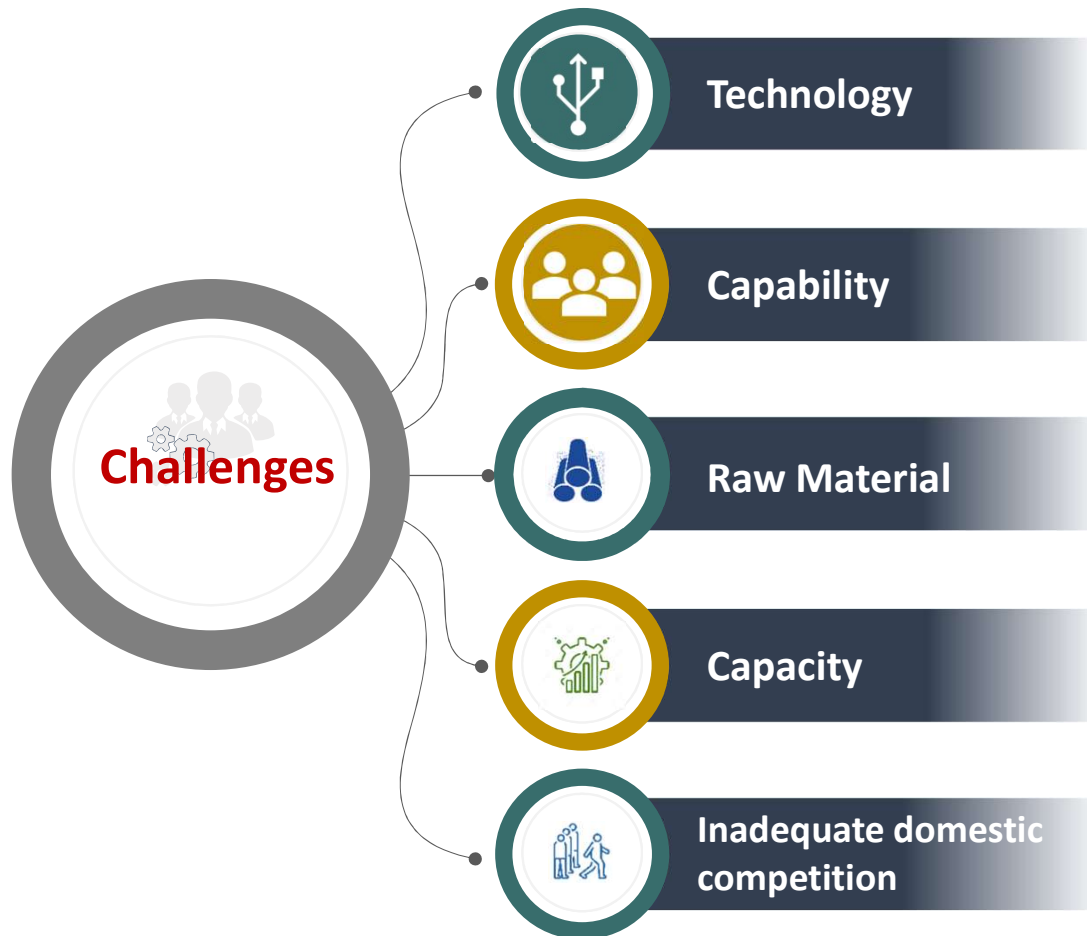 Challenges
Technology
Capability
Raw Material
Capacity
Inadequate domestic
competition